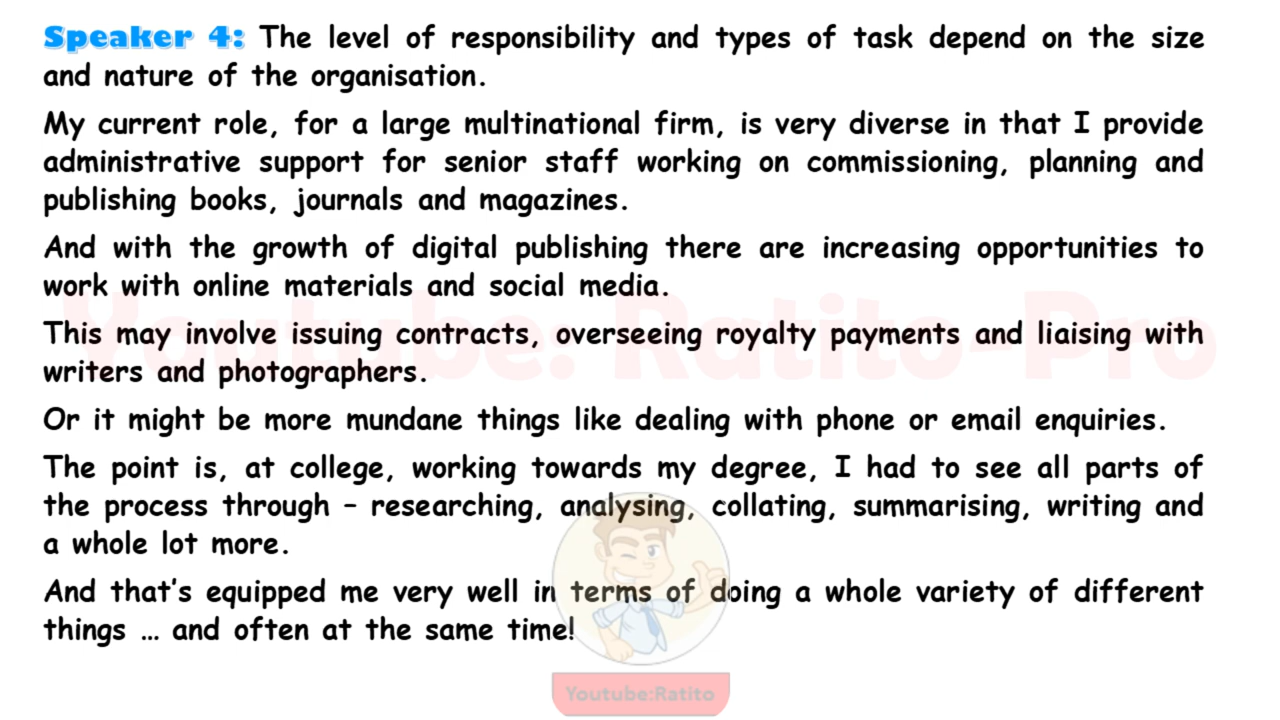 Speaker 4: The level of responsibility and types of task depend on the size
and nature of the organisation.
My current role, for a large multinational firm, is very diverse in that I provide
administrative support for senior staff working on commissioning, planning and
publishing books, journals and magazines.
And with the growth of digital publishing there are increasing opportunities to
work with online materials and social media.
This may involve issuing contracts, overseeing royalty payments and liaising with
writers and photographers.
Or it might be more mundane things like dealing with phone or email enquiries.
The point is, at college, working towards my degree, I had to see all parts of
the process through – researching, analysing, collating, summarising, writing and
a whole lot more.
And that's equipped me very well in terms of doing a whole variety of different
things … and often at the same time!
Youtube: Ratito-Pro
Youtube:Ratito